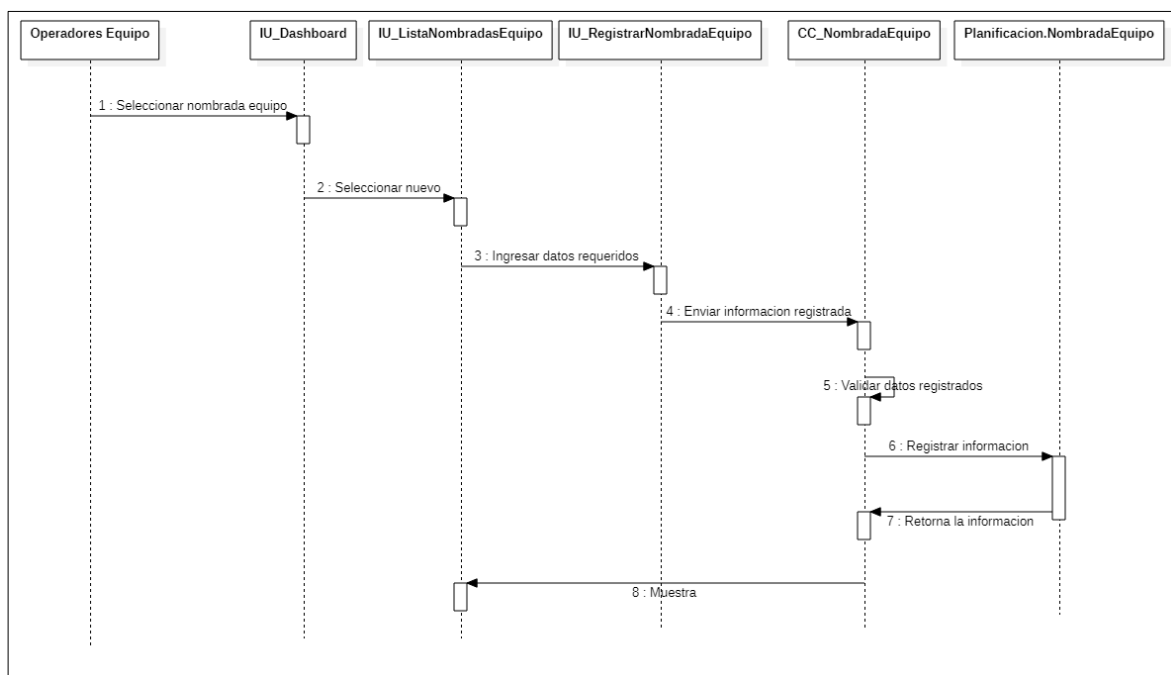 Operadores Equipo
IU_Dashboard
IU_ListaNombradasEquipo
IU_RegistrarNombradaEquipo
CC_NombradaEquipo
Planificacion.NombradaEquipo
1 : Seleccionar nombrada equipo
2 : Seleccionar nuevo
3 : Ingresar datos requeridos
4 : Enviar informacion registrada
5 : Validar datos registrados
6 : Registrar informacion
7 : Retorna la informacion
8 : Muestra